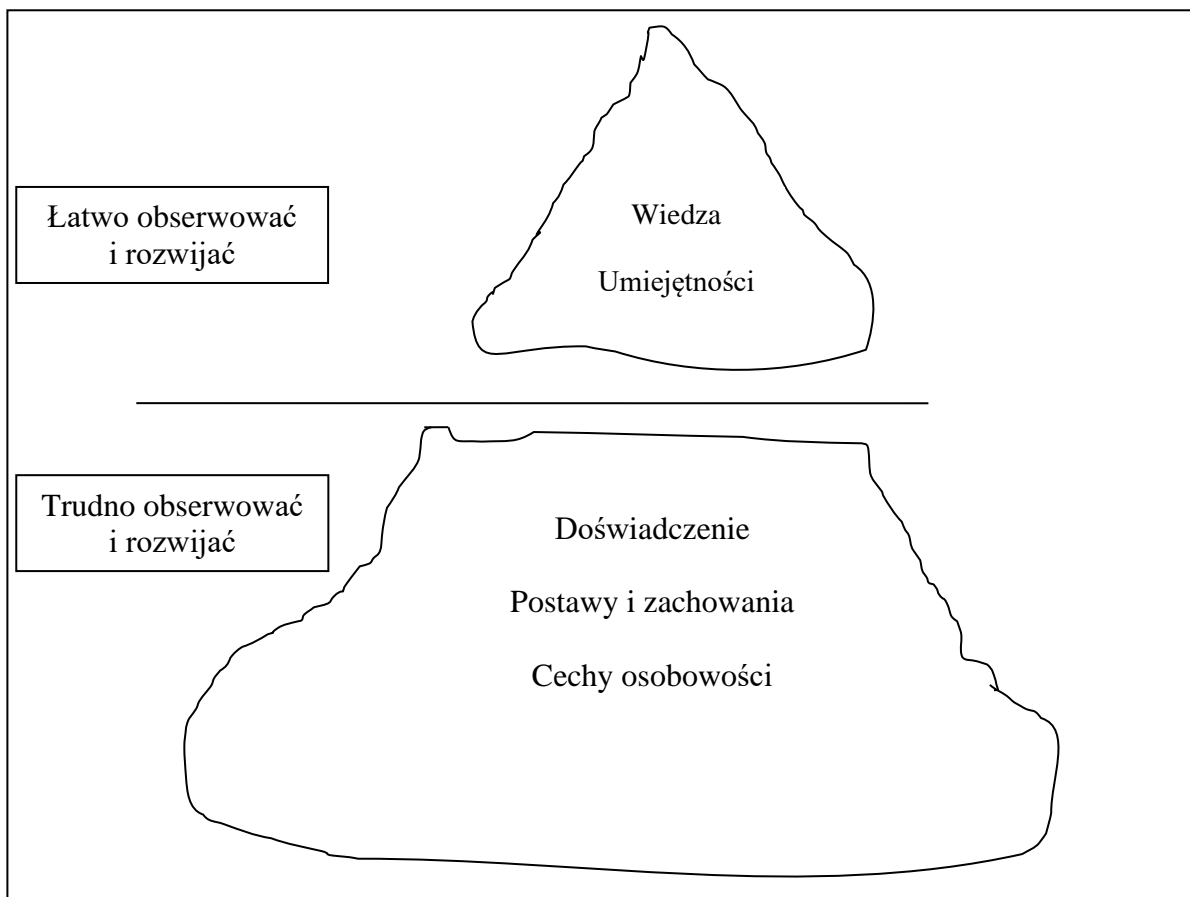 Łatwo obserwować
i rozwijać
Wiedza
Umiejętności
Trudno obserwować
i rozwijać
Doświadczenie
Postawy i zachowania
Cechy osobowości